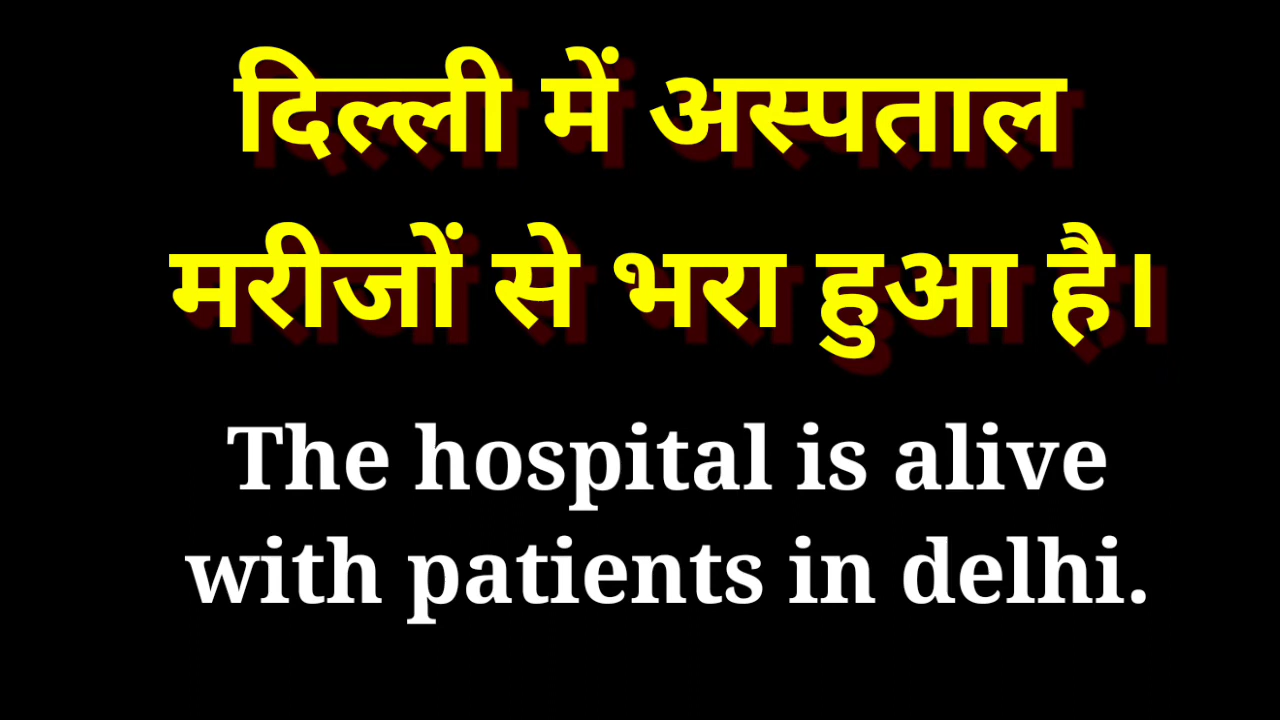 दिल्ली में अस्पताल
मरीजों से भरा हुआ है।
The hospital is alive
with patients in delhi.